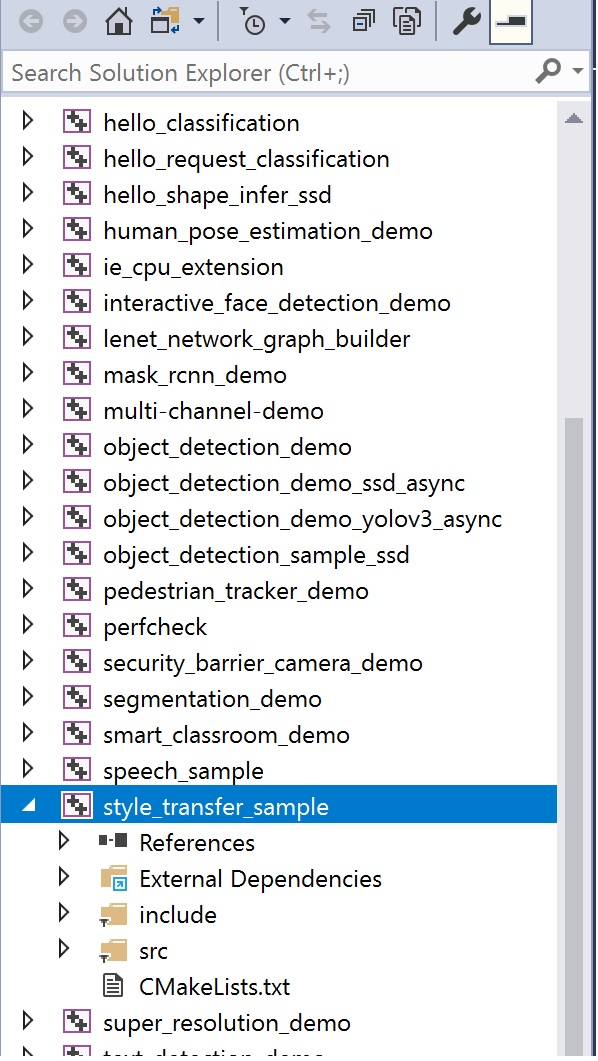 Search Solution Explorer (Ctrl+;)
hello_classification
hello_request_classification
hello_shape_infer_ssd
human_pose_estimation_demo
ie_cpu_extension
interactive_face_detection_demo
lenet_network_graph_builder
mask_rcnn_demo
multi-channel-demo
object_detection_demo
object_detection_demo_ssd_async
object_detection_demo_yolov3_async
object_detection_sample_ssd
pedestrian_tracker_demo
perfcheck
security_barrier_camera_demo
segmentation_demo
smart_classroom_demo
speech_sample
style_transfer_sample
References
External Dependencies
include
src
CMakeLists.txt
super_resolution_demo
text_detection_demo